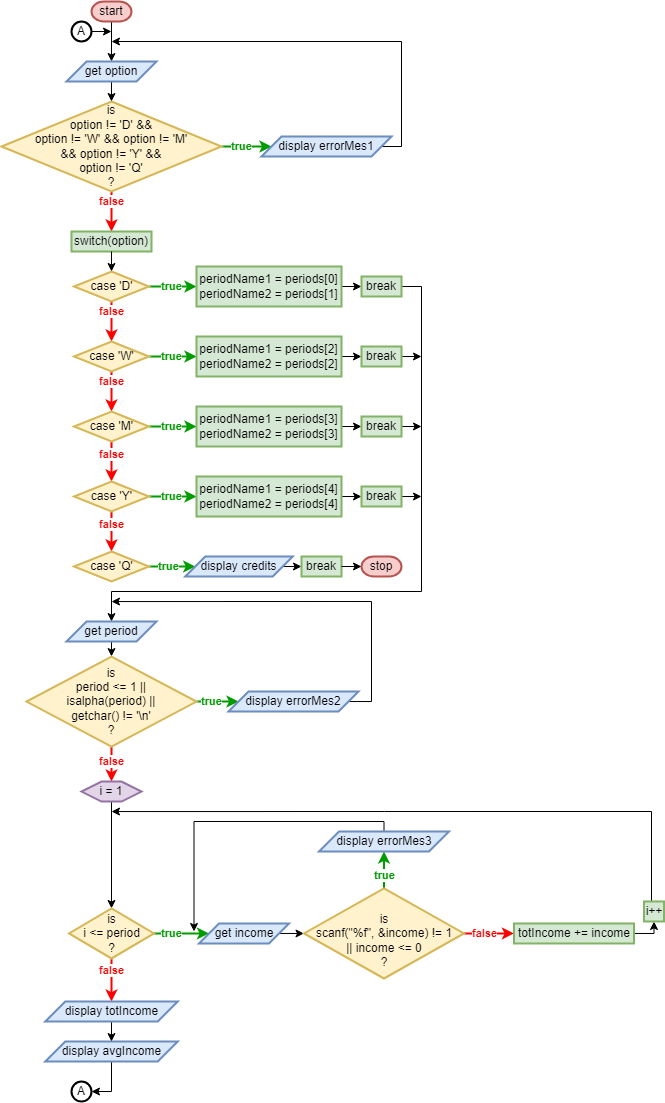 start
A
get option
is
option != 'D' &&
option != 'W' && option != 'M'
&& option != 'Y' &&
option != 'Q'
?
true
display errorMes1
false
switch(option)
case 'D'
true
periodName1 = periods[0]
periodName2 = periods[1]
break
false
case 'W'
true
periodName1 = periods[2]
periodName2 = periods[2]
break
false
case 'M'
true
periodName1 = periods[3]
periodName2 = periods[3]
break
false
case 'Y'
true
periodName1 = periods[4]
periodName2 = periods[4]
break
false
case 'Q'
true
display credits
break
stop
get period
is
period <= 1 ||
isalpha(period) ||
getchar() != '\n'
?
true
display errorMes2
false
i = 1
display errorMes3
true
is
i <= period
?
true
get income
is
scanf("%f", &income) != 1
|| income <= 0
?
false
totIncome += income
i++
false
display totIncome
display avgIncome
A